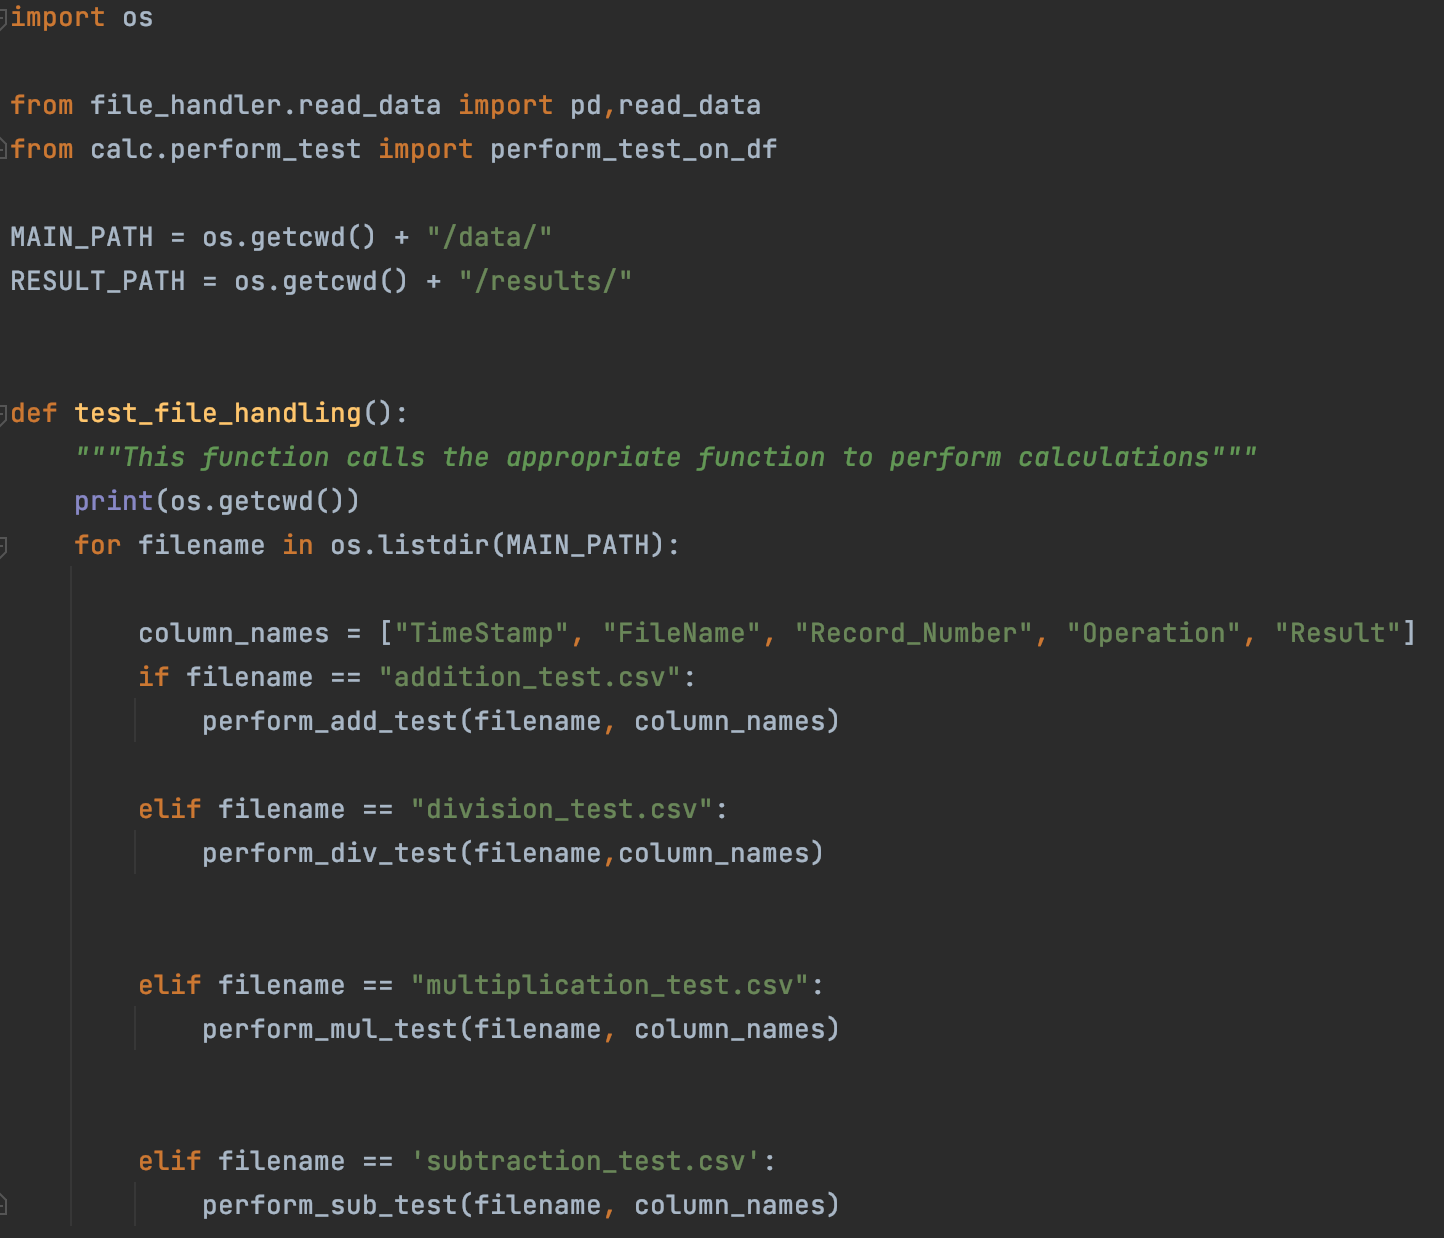 import os
from file_handler.read_data import pd,read_data
from calc.perform_test import perform_test_on_df
MAIN_PATH = os.getcwd() + "/data/"
RESULT_PATH = os.getcwd() + "/results/"
def test_file_handling():
    """This function calls the appropriate function to perform calculations"""
    print(os.getcwd())
    for filename in os.listdir(MAIN_PATH):
        column_names = ["TimeStamp", "FileName", "Record_Number", "Operation", "Result"]
        if filename == "addition_test.csv":
            perform_add_test(filename, column_names)
        elif filename == "division_test.csv":
            perform_div_test(filename,column_names)
        elif filename == "multiplication_test.csv":
            perform_mul_test(filename, column_names)
        elif filename == 'subtraction_test.csv':
            perform_sub_test(filename, column_names)